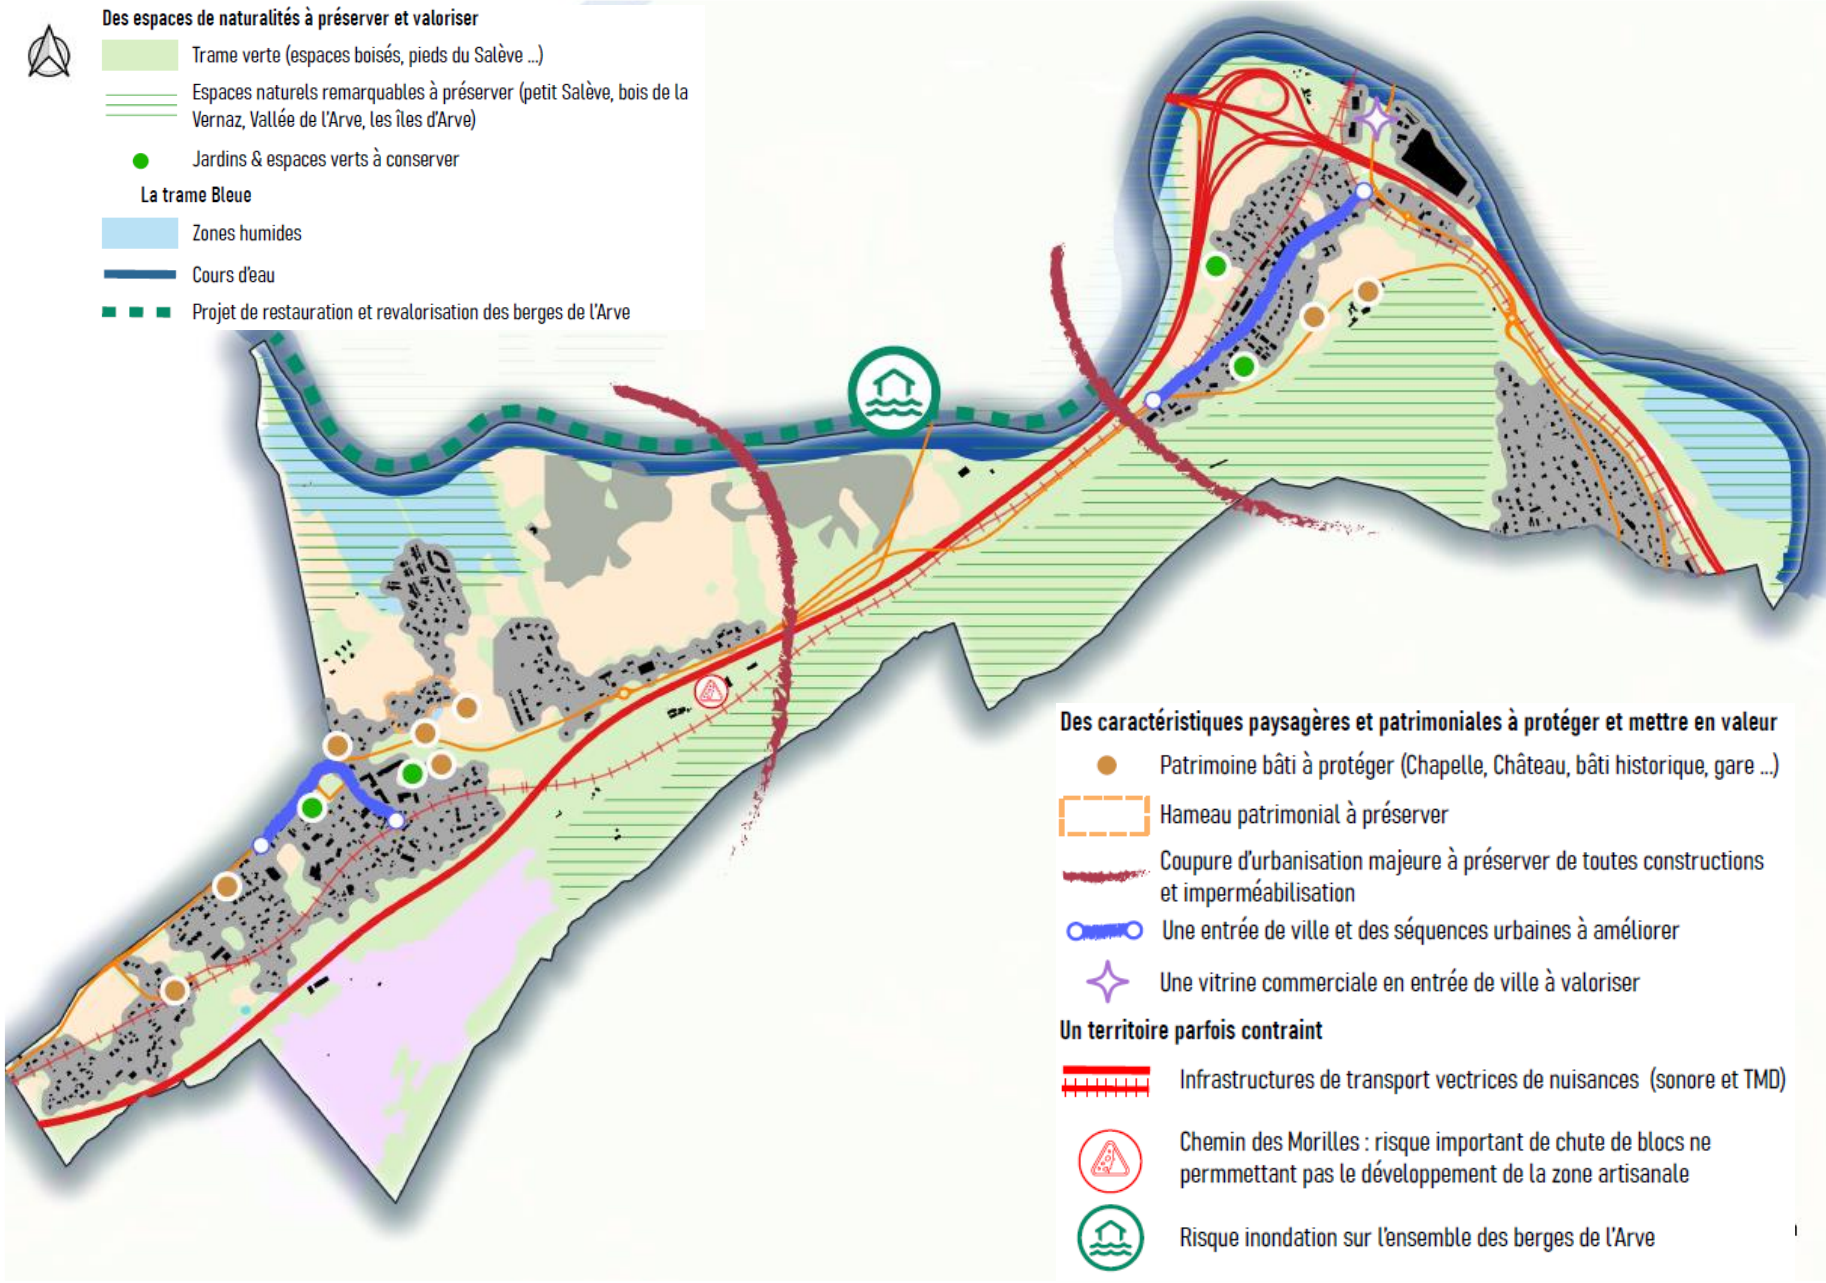 Des espaces de naturalités à préserver et valoriser
Trame verte (espaces boisés, pieds du Salève ...)
Espaces naturels remarquables à préserver (petit Salève, bois de la
Vernaz, Vallée de l'Arve, les îles d'Arve)
Jardins & espaces verts à conserver
La trame Bleue
Zones humides
Cours d'eau
Projet de restauration et revalorisation des berges de l'Arve
Des caractéristiques paysagères et patrimoniales à protéger et mettre en valeur
Patrimoine bâti à protéger (Chapelle, Château, bâti historique, gare ...)
Hameau patrimonial à préserver
Coupure d'urbanisation majeure à préserver de toutes constructions
et imperméabilisation
Une entrée de ville et des séquences urbaines à améliorer
Une vitrine commerciale en entrée de ville à valoriser
Un territoire parfois contraint
Infrastructures de transport vectrices de nuisances (sonore et TMD)
Chemin des Morilles : risque important de chute de blocs ne
permmettant pas le développement de la zone artisanale
Risque inondation sur l'ensemble des berges de l'Arve